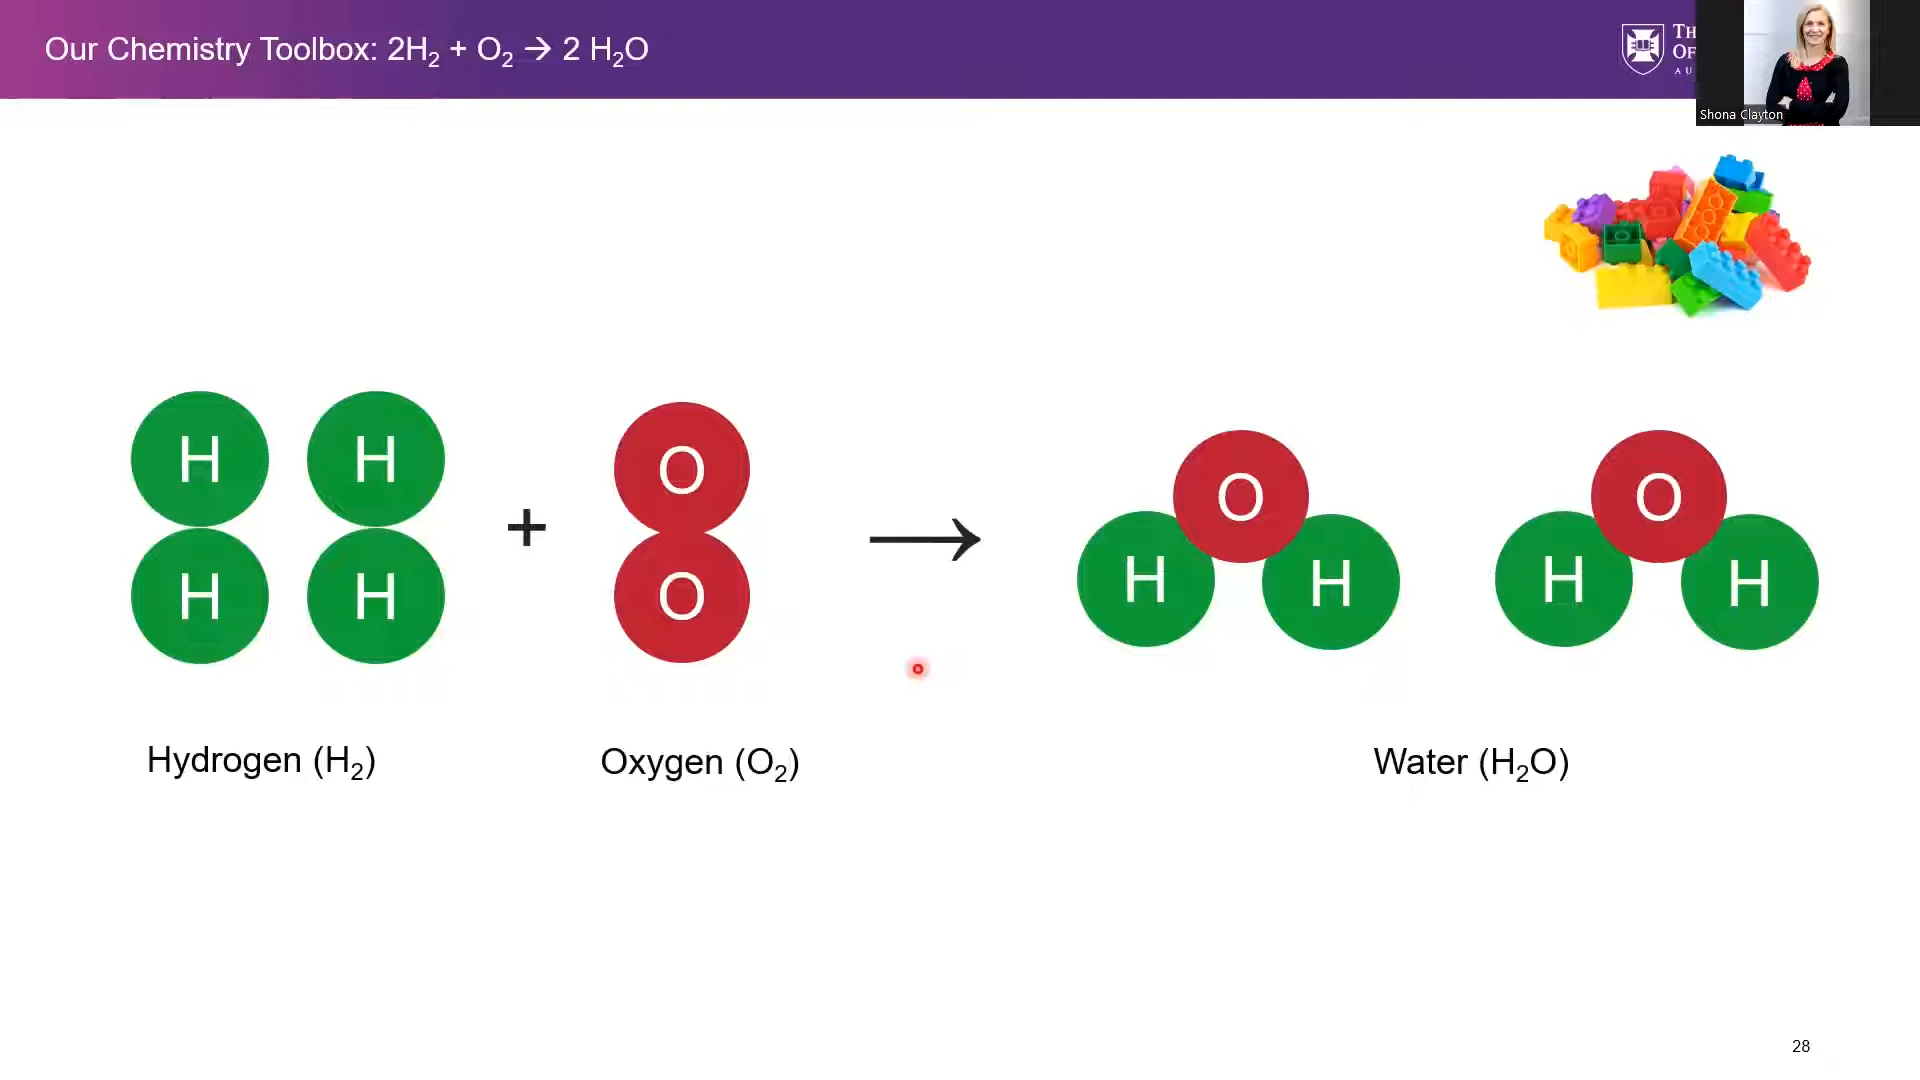 Our Chemistry Toolbox: 2H₂ + O₂ → 2 H₂O
Shona Clayton
H H
O
O
O
H H
H H
H H
O
+
→
Hydrogen (H₂)
Oxygen (O₂)
Water (H₂O)
28